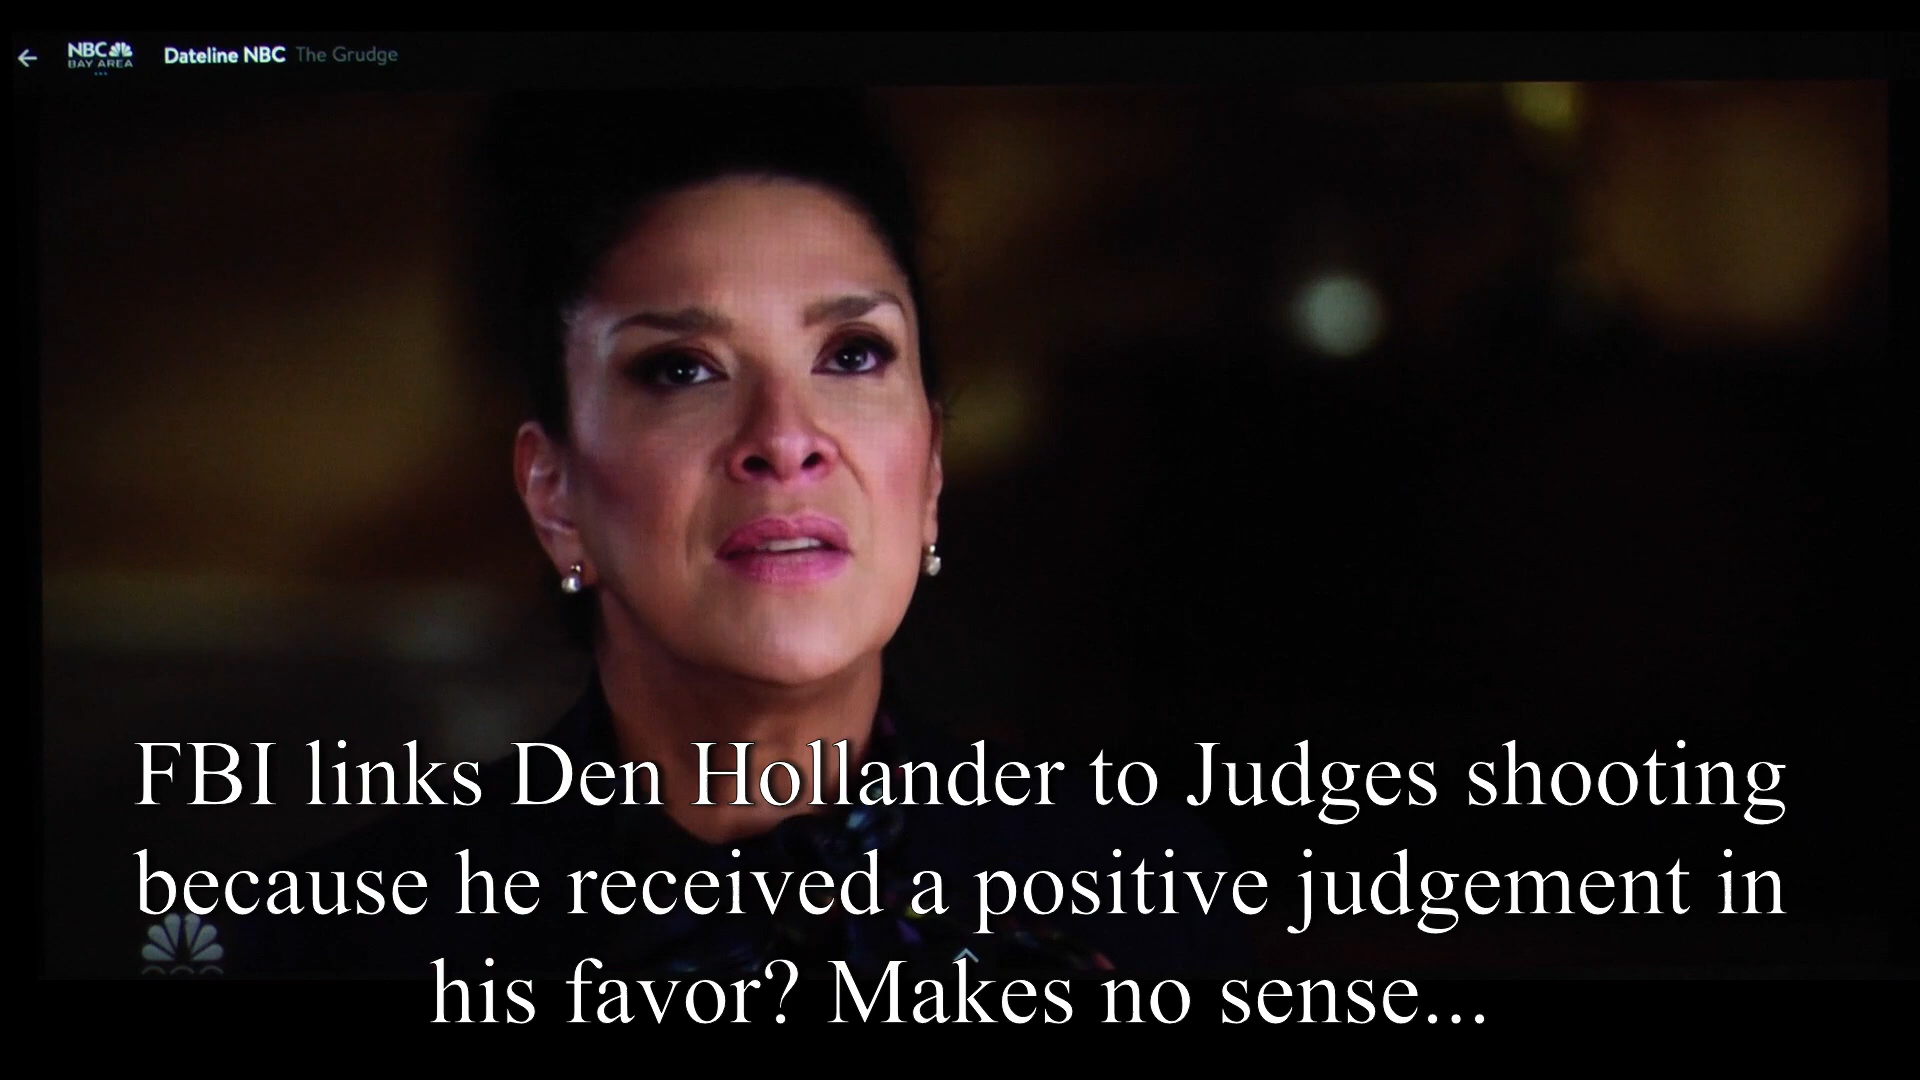 NBC
BAY AREA
Dateline NBC The Grudge
FBI links Den Hollander to Judges shooting
because he received a positive judgement in
his favor? Makes no sense...